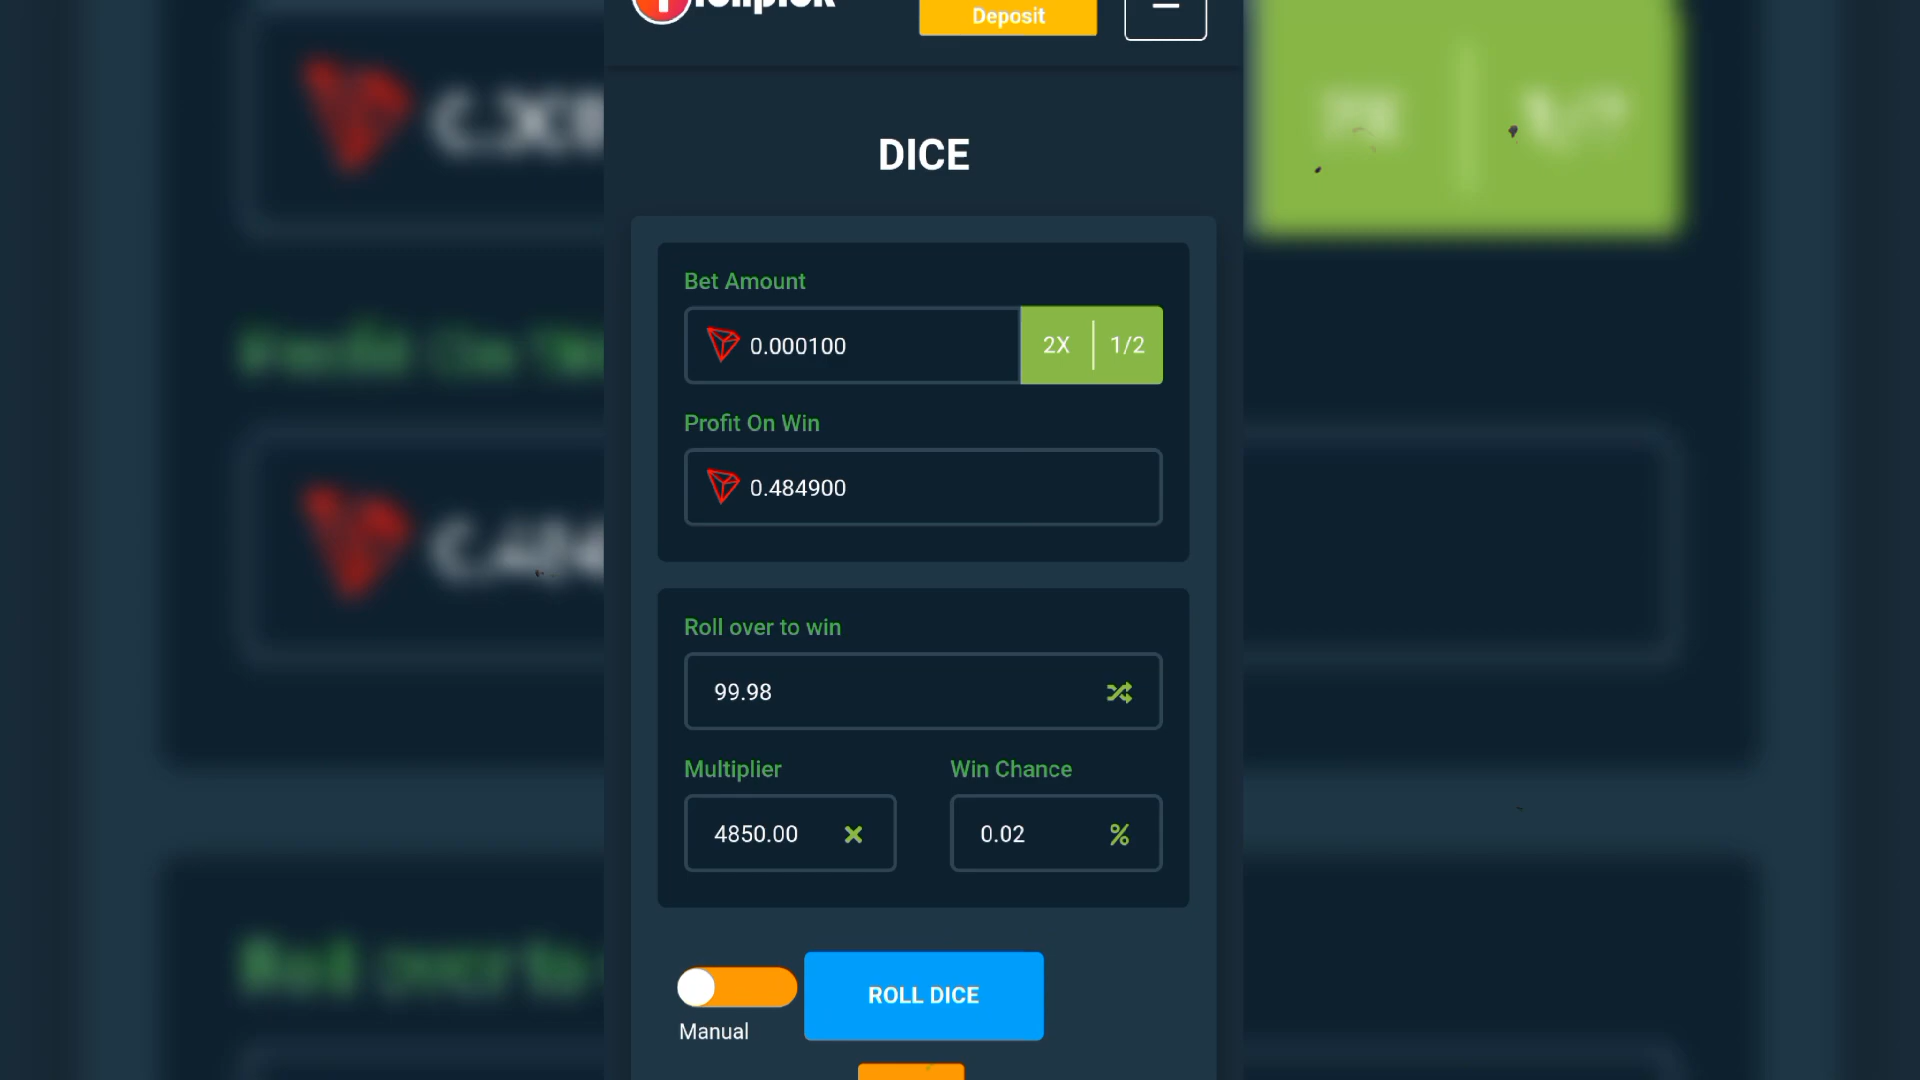 Deposit
DICE
Bet Amount
0.000100
2X
1/2
Profit On Win
0.484900
Roll over to win
99.98
Multiplier
Win Chance
4850.00
0.02
%
Manual
ROLL DICE